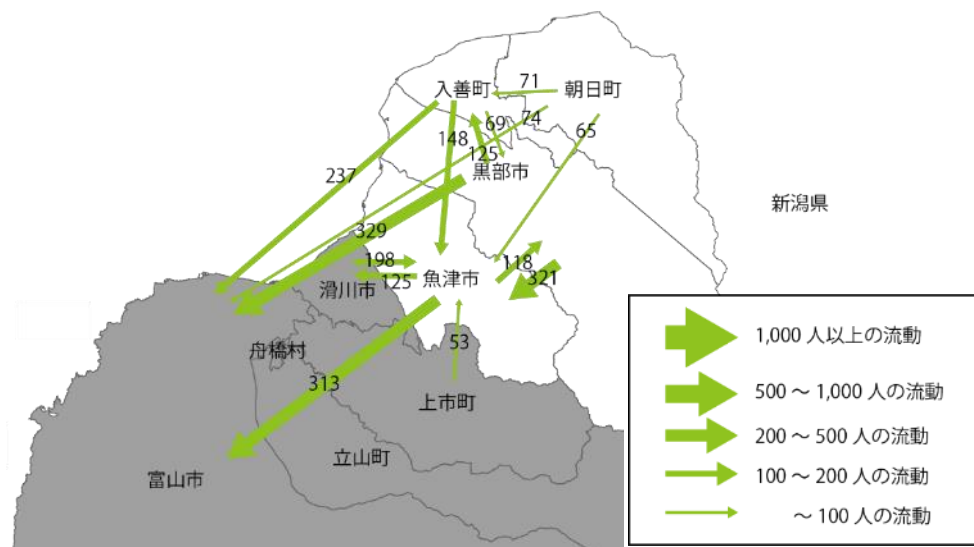 71
入善町
朝日町
69
74
65
148
125
黒部市
237
新潟県
329
198
118
魚津市
321
125
滑川市
舟橋村
53
313
上市町
立山町
富山市
1,000 人以上の流動
500 〜 1,000 人の流動
200 〜 500 人の流動
100 〜 200 人の流動
〜 100 人の流動